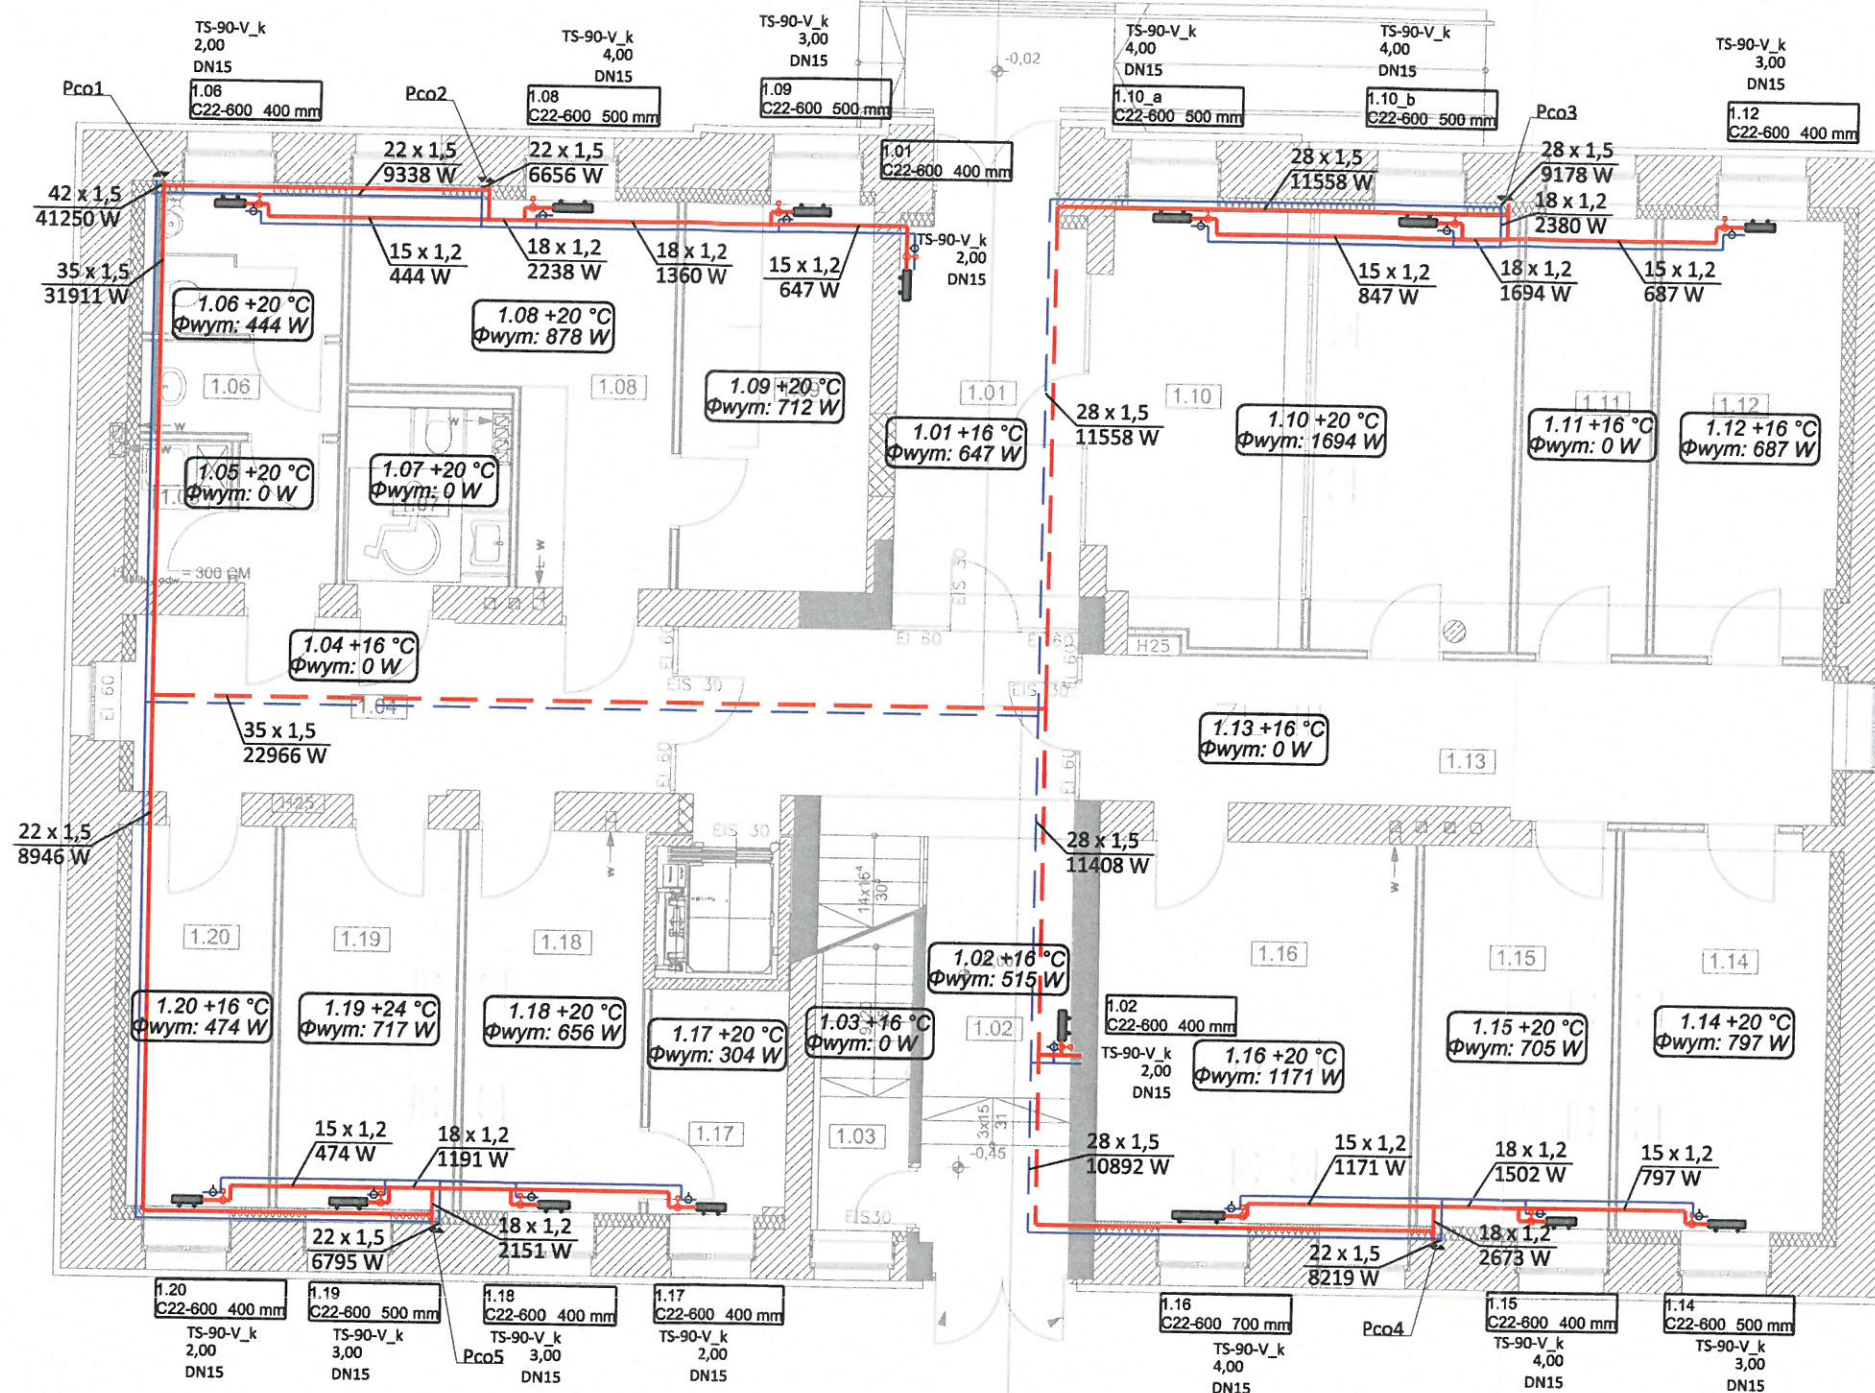 TS-90-V_k
2,00
DN15
TS-90-V_k
4,00
DN15
TS-90-V_k
3,00
DN15
-0,02
TS-90-V_k
4,00
DN15
TS-90-V_k
4,00
DN15
TS-90-V_k
3,00
DN15
Pco1
1.06
C22-600 400 mm
Pco2
1.08
C22-600 500 mm
1.09
C22-600 500 mm
1.10_a
C22-600 500 mm
1.10_b
C22-600 500 mm
Pco3
1.12
C22-600 400 mm
1.01
C22-600 400 mm
42 x 1,5
41250 W
22 x 1,5
9338 W
22 x 1,5
6656 W
28 x 1,5
11558 W
28 x 1,5
9178 W
18 x 1,2
2380 W
35 x 1,5
31911 W
15 x 1,2
444 W
18 x 1,2
2238 W
18 x 1,2
1360 W
15 x 1,2
647 W
TS-90-V_k
2,00
DN15
15 x 1,2
847 W
18 x 1,2
1694 W
15 x 1,2
687 W
1.06 +20 °C
Φwym: 444 W
1.08 +20 °C
Φwym: 878 W
1.09 +20 °C
Φwym: 712 W
1.01 +16 °C
Φwym: 647 W
1.10 +20 °C
Φwym: 1694 W
1.11 +16 °C
Φwym: 0 W
1.12 +16 °C
Φwym: 687 W
1.06
1.08
1.01
1.10
1.11
1.12
28 x 1,5
11558 W
1.05 +20 °C
Φwym: 0 W
1.07 +20 °C
Φwym: 0 W
1.07
W
W
W
W
= 300 CM
EIS 30
1.04 +16 °C
Φwym: 0 W
EI 60
EI 60
EI 60
EI 60
EI 60
H25
EIS 30
EIS 30
1.04
35 x 1,5
22966 W
1.13 +16 °C
Φwym: 0 W
1.13
EI 60
EI 60
22 x 1,5
8946 W
H25
EIS 30
28 x 1,5
11408 W
W
W
14x16⁴
30
1.20
1.19
1.18
1.16
1.15
1.14
1.02 +16 °C
Φwym: 515 W
1.20 +16 °C
Φwym: 474 W
1.19 +24 °C
Φwym: 717 W
1.18 +20 °C
Φwym: 656 W
1.17 +20 °C
Φwym: 304 W
1.03 +16 °C
Φwym: 0 W
1.02
1.02
C22-600 400 mm
TS-90-V_k
2,00
DN15
1.16 +20 °C
Φwym: 1171 W
1.15 +20 °C
Φwym: 705 W
1.14 +20 °C
Φwym: 797 W
1.17
1.03
3x15
31
-0,45
15 x 1,2
474 W
18 x 1,2
1191 W
28 x 1,5
10892 W
15 x 1,2
1171 W
18 x 1,2
1502 W
15 x 1,2
797 W
EIS30
22 x 1,5
6795 W
18 x 1,2
2151 W
22 x 1,5
8219 W
18 x 1,2
2673 W
1.20
C22-600 400 mm
TS-90-V_k
2,00
DN15
1.19
C22-600 500 mm
TS-90-V_k
3,00
DN15
Pco5
1.18
C22-600 400 mm
TS-90-V_k
3,00
DN15
1.17
C22-600 400 mm
TS-90-V_k
2,00
DN15
1.16
C22-600 700 mm
TS-90-V_k
4,00
DN15
Pco4
1.15
C22-600 400 mm
TS-90-V_k
4,00
DN15
1.14
C22-600 500 mm
TS-90-V_k
3,00
DN15